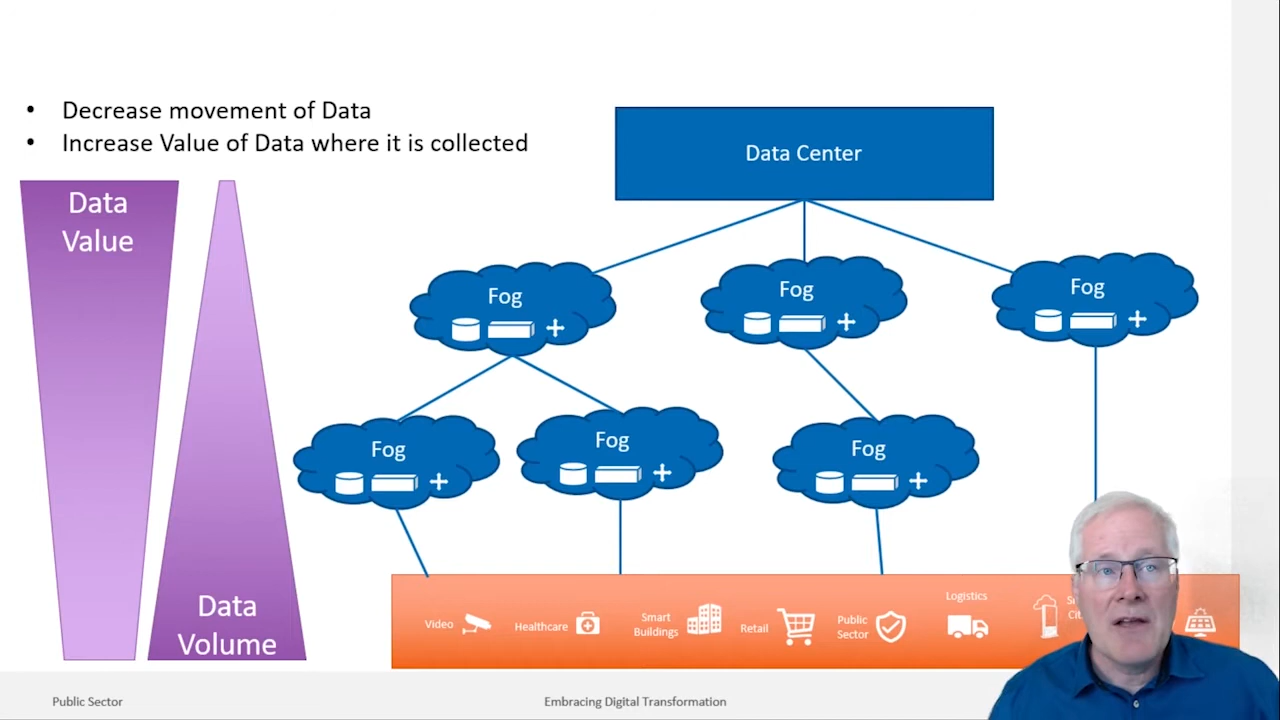 • Decrease movement of Data
• Increase Value of Data where it is collected
Data
Value
Data
Volume
Data Center
Fog
Fog
Fog
Fog
Fog
Fog
Video
Healthcare
Smart
Buildings
Retail
Public
Sector
Logistics
Public Sector
Embracing Digital Transformation